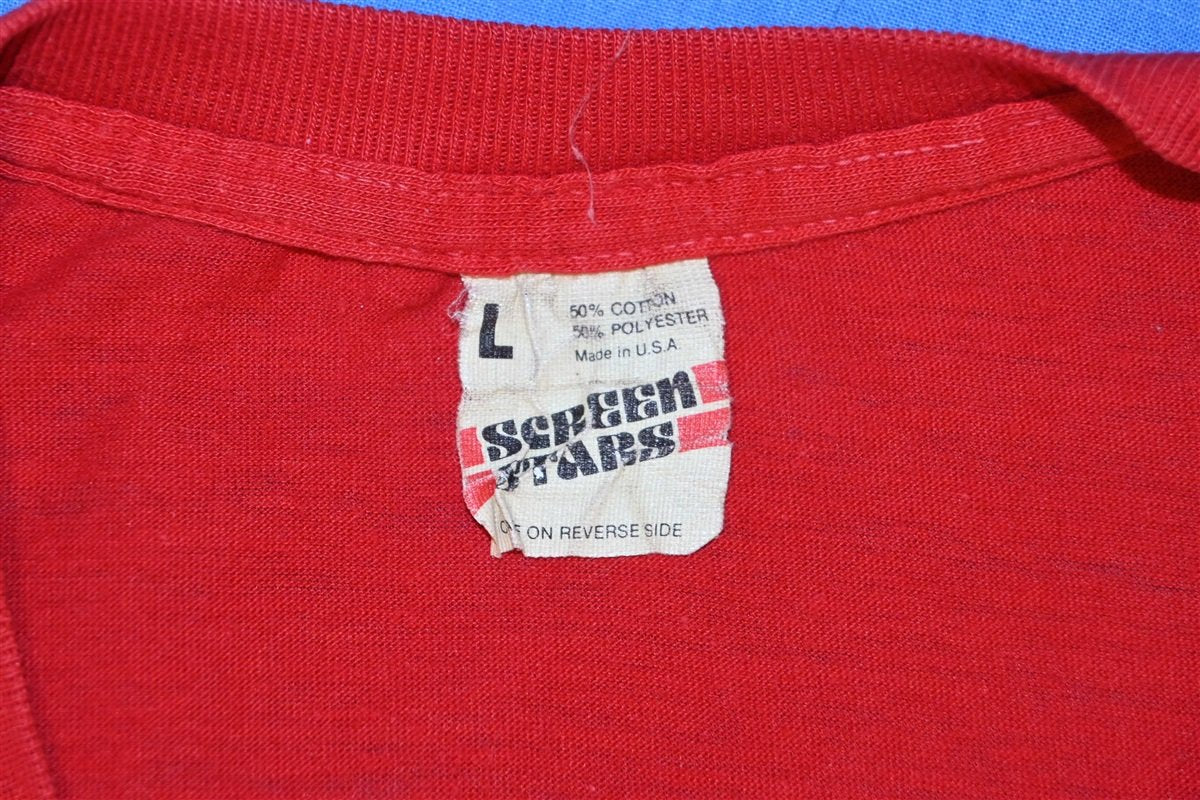 L
50% COTTON
50% POLYESTER
Made in U.S.A.
SCREEN
STARS
ON REVERSE SIDE